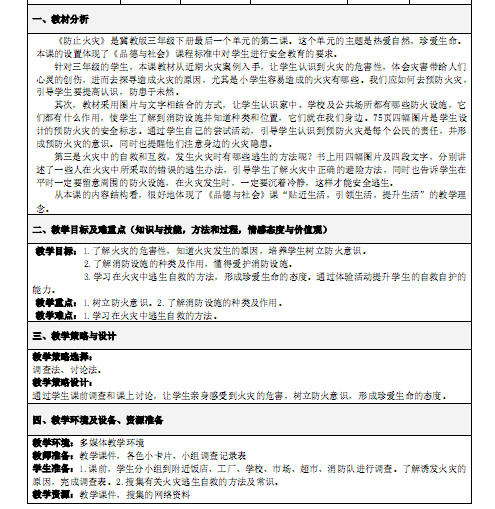 一、教材分析
《防止火灾》是冀教版三年级下册最后一个单元的第二课。这个单元的主题是热爱自然，珍爱生命。
本课的设置体现了《品德与社会》课程标准中对学生进行安全教育的要求。
针对三年级的学生，本课教材从近期火灾案例入手，让学生认识到火灾的危害性，体会灾害带给人们
心灵的创伤，进而去探寻造成火灾的原因，尤其是小学生容易造成的火灾有哪些。我们应如何去预防火灾，
引导学生要提高认识，防患于未然。
其次，教材采用图片与文字相结合的方式，让学生认识家中、学校及公共场所都有哪些防火设施，它
们都有什么作用，使学生了解到消防设施并知道种类和位置，它们就在我们身边。75页四幅图片是学生设
计的预防火灾的安全标志。通过学生自己的尝试活动，引导学生认识到预防火灾是每个公民的责任，并形
成预防火灾的意识。同时也提醒他们注意身边的火灾隐患。
第三是火灾中的自救和互救，发生火灾时有哪些逃生的方法呢？书上用四幅图片及四段文字，分别讲
述了一些人在火灾中所采取的错误的逃生办法，引导学生了解火灾中正确的避险方法，同时也告诉学生在
平时一定要留意周围的防火设施，在火灾发生时，一定要沉着冷静，这样才能安全逃生。
从本课的内容结构看，很好地体现了《品德与社会》课“贴近生活，引领生活，提升生活”的教学理
念。
二、教学目标及难重点（知识与技能，方法和过程，情感态度与价值观）
教学目标：1.了解火灾的危害性，知道火灾发生的原因，培养学生树立防火意识。
2.了解消防设施的种类及作用，懂得爱护消防设施。
3.学习在火灾中逃生自救的方法，形成珍爱生命的态度。通过体验活动提升学生的自救自护的
能力。
教学重点：1.树立防火意识。2.了解消防设施的种类及作用。
教学难点：1.学习在火灾中逃生自救的方法。
三、教学策略与设计
教学策略选择：
调查法、讨论法。
教学策略设计：
通过学生课前调查和课上讨论，让学生亲身感受到火灾的危害，树立防火意识，形成珍爱生命的态度。
四、教学环境及设备、资源准备
教学环境：多媒体教学环境
教师准备：教学课件，各色小卡片、小组调查记录表
学生准备：1.课前，学生分小组到附近饭店、工厂、学校、市场、超市、消防队进行调查。了解诱发火灾的
原因，完成调查表。2.搜集有关火灾逃生自救的方法及常识。
教学资源：教学课件，搜集的网络资料